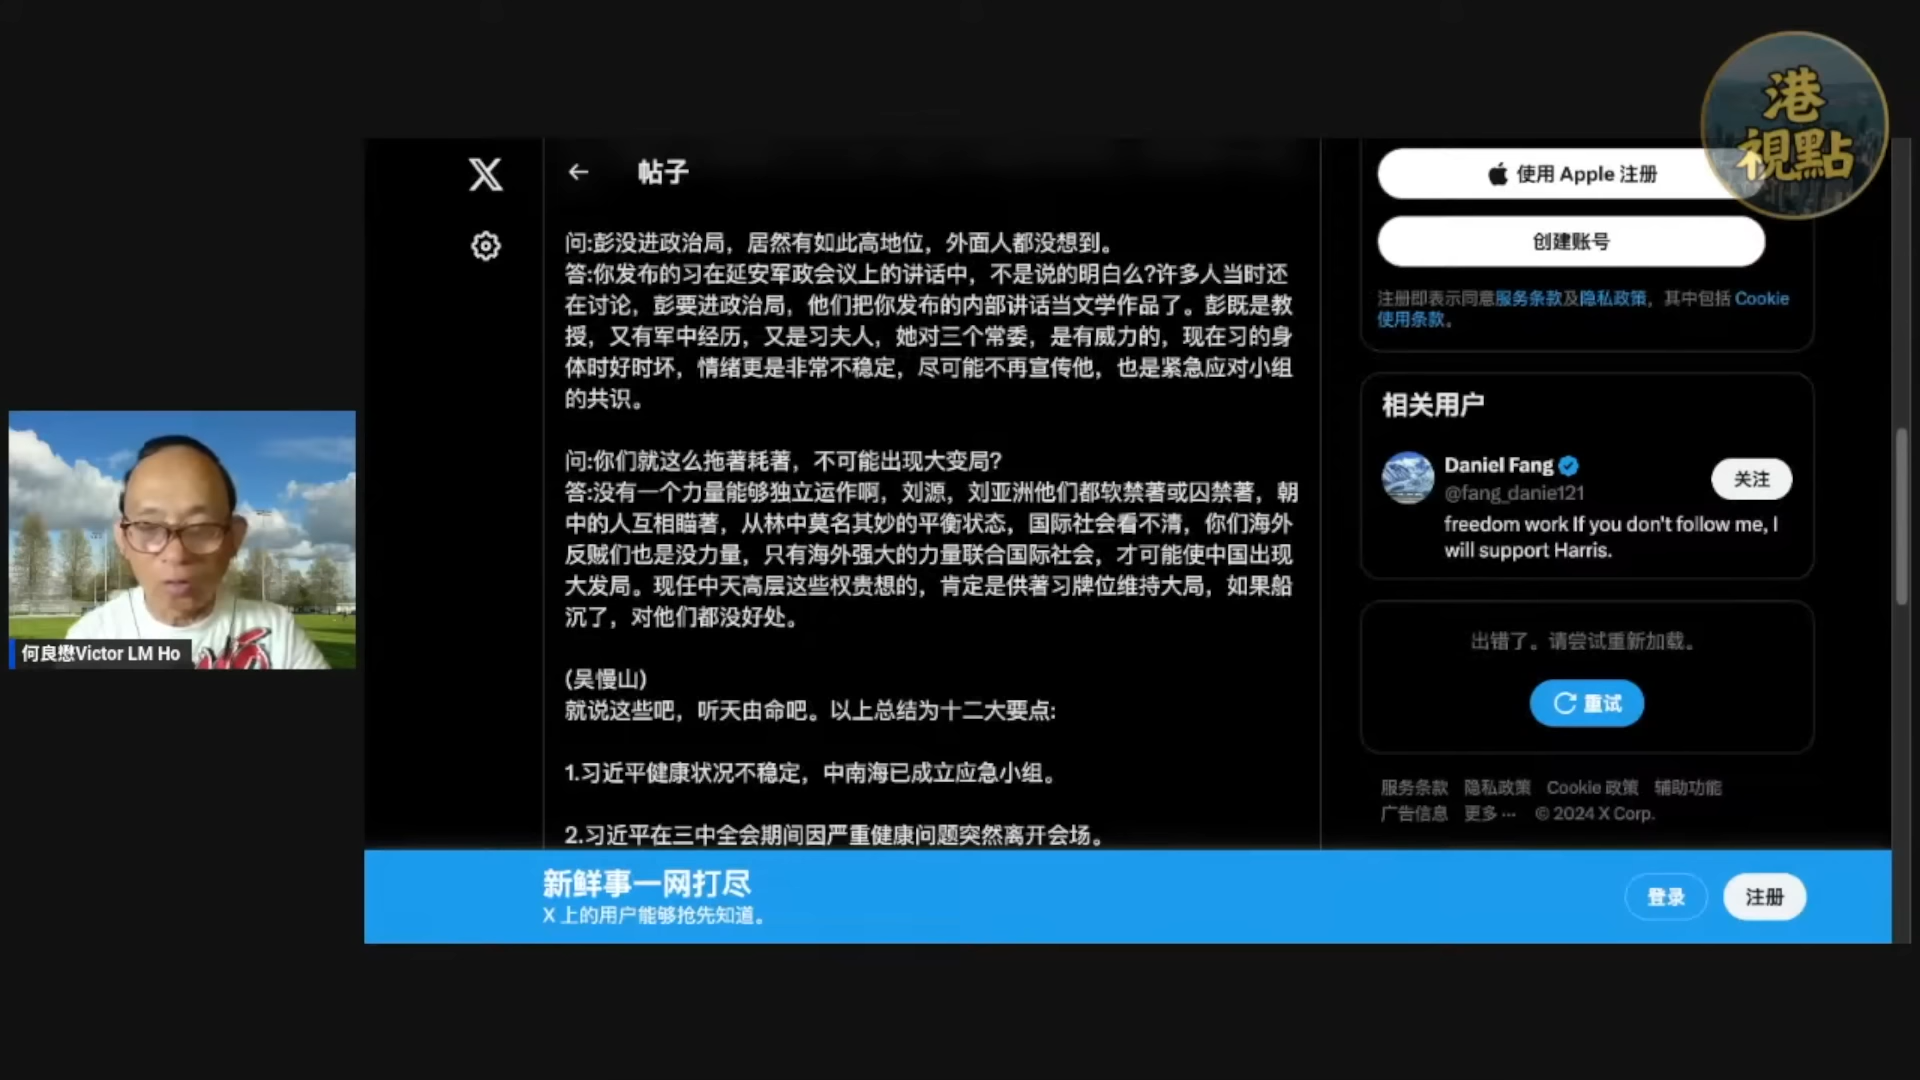 港
視點
X
帖子
问:彭没进政治局，居然有如此高地位，外面人都没想到。
答:你发布的习在延安军政会议上的讲话中，不是说的明白么?许多人当时还
在讨论，彭要进政治局，他们把你发布的内部讲话当文学作品了。彭既是教
授，又有军中经历，又是习夫人，她对三个常委，是有威力的，现在习的身
体时好时坏，情绪更是非常不稳定，尽可能不再宣传他，也是紧急应对小组
的共识。
问:你们就这么拖著耗著，不可能出现大变局?
答:没有一个力量能够独立运作啊，刘源，刘亚洲他们都软禁著或囚禁著，朝
中的人互相瞄著，从林中莫名其妙的平衡状态，国际社会看不清，你们海外
反贼们也是没力量，只有海外强大的力量联合国际社会，才可能使中国出现
大发局。现任中天高层这些权贵想的，肯定是供著习牌位维持大局，如果船
沉了，对他们都没好处。
(吴慢山)
就说这些吧，听天由命吧。以上总结为十二大要点:
1.习近平健康状况不稳定，中南海已成立应急小组。
2.习近平在三中全会期间因严重健康问题突然离开会场。
使用 Apple 注册
创建账号
注册即表示同意服务条款及隐私政策，其中包括 Cookie
使用条款。
相关用户
Daniel Fang
@fang_danie121
关注
freedom work If you don't follow me, I
will support Harris.
出错了。请尝试重新加载。
重试
服务条款 隐私政策 Cookie 政策 辅助功能
广告信息 更多 ··· © 2024 X Corp.
何良懋Victor LM Ho
新鲜事一网打尽
X 上的用户能够抢先知道。
登录
注册